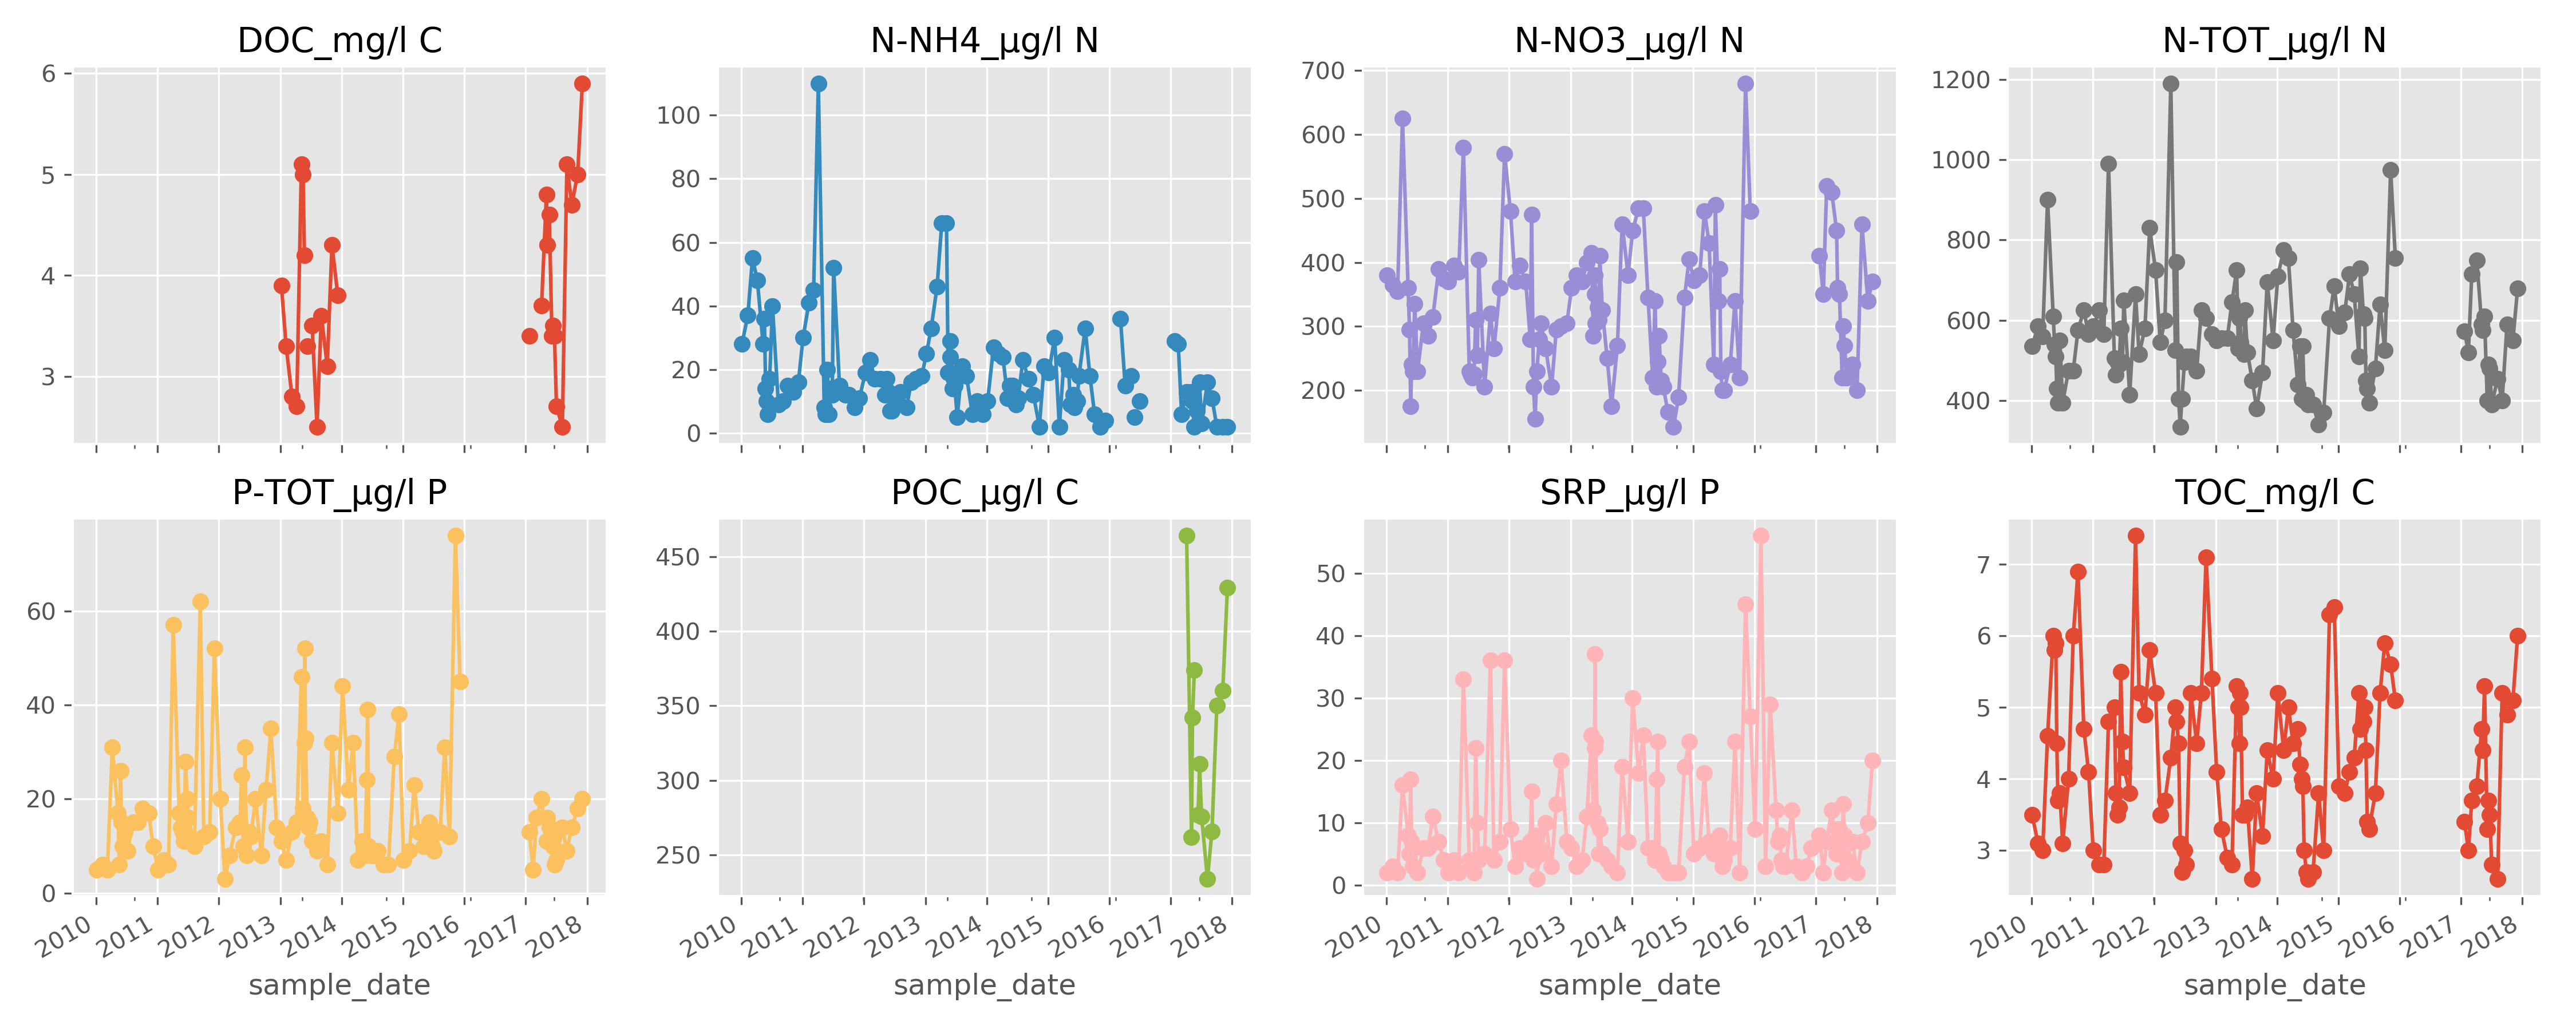 DOC_mg/l C
N-NH4_µg/l N
N-NO3_µg/l N
N-TOT_µg/l N
6
5
4
3
100
80
60
40
20
0
700
600
500
400
300
200
1200
1000
800
600
400
P-TOT_µg/l P
POC_µg/l C
SRP_µg/l P
TOC_mg/l C
60
40
20
0
450
400
350
300
250
50
40
30
20
10
0
7
6
5
4
3
2010 2011 2012 2013 2014 2015 2016 2017 2018
2010 2011 2012 2013 2014 2015 2016 2017 2018
2010 2011 2012 2013 2014 2015 2016 2017 2018
2010 2011 2012 2013 2014 2015 2016 2017 2018
sample_date
sample_date
sample_date
sample_date